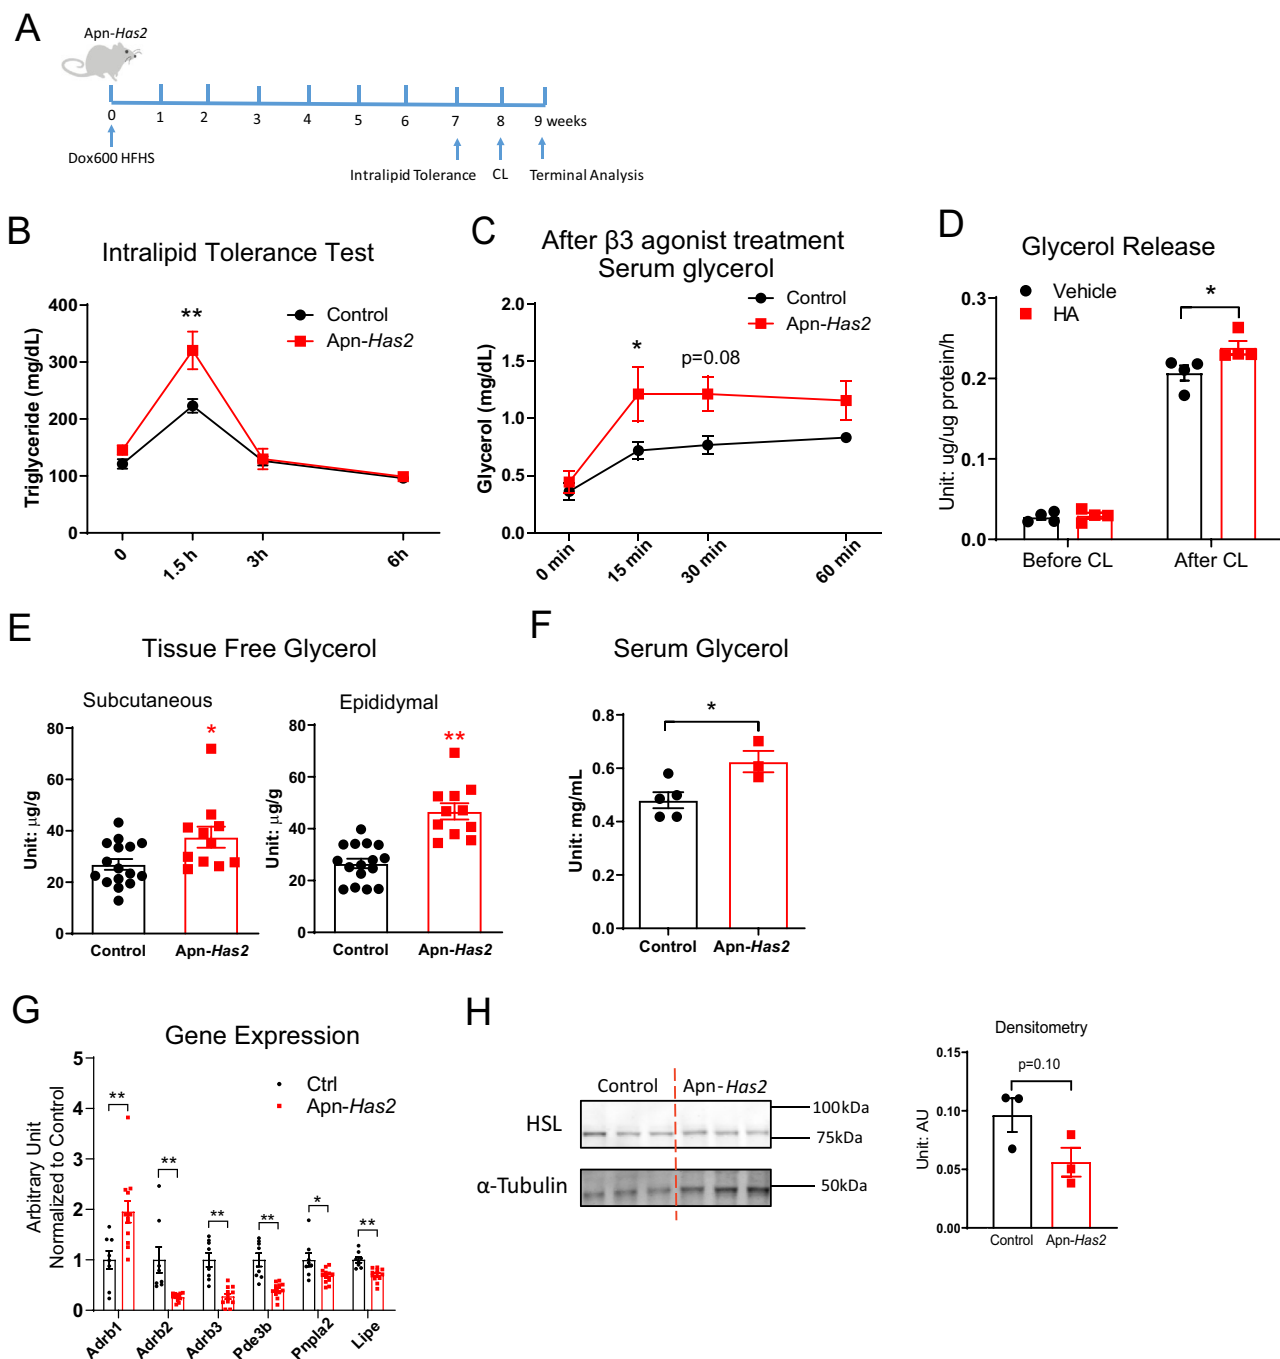 A
Apn-Has2
0 1 2 3 4 5 6 7 8 9 weeks
Dox600 HFHS
Intralipid Tolerance CL Terminal Analysis
B
Intralipid Tolerance Test
Triglyceride (mg/dL)
400
300
200
100
0
**
Control
Apn-Has2
0 1.5 h 3h 6h
C
After β3 agonist treatment
Serum glycerol
Glycerol (mg/dL)
2.0
1.5
1.0
0.5
0.0
Control
Apn-Has2
*
p=0.08
0 min 15 min 30 min 60 min
D
Glycerol Release
Vehicle
HA
Unit: ug/ug protein/h
0.3
0.2
0.1
0.0
*
Before CL After CL
E
Tissue Free Glycerol
Subcutaneous
Unit: µg/g
80
60
40
20
0
*
Control Apn-Has2
Epididymal
Unit: µg/g
80
60
40
20
0
**
Control Apn-Has2
F
Serum Glycerol
Unit: mg/mL
0.8
0.6
0.4
0.2
0.0
*
Control Apn-Has2
G
Gene Expression
Arbitrary Unit
Normalized to Control
5
4
3
2
1
0
Ctrl
Apn-Has2
** ** ** ** * **
Adrb1 Adrb2 Adrb3 Pde3b Pnpla2 Lipe
H
Control Apn-Has2
HSL
100kDa
75kDa
α-Tubulin
50kDa
Densitometry
Unit: AU
0.15
0.10
0.05
0.00
p=0.10
Control Apn-Has2